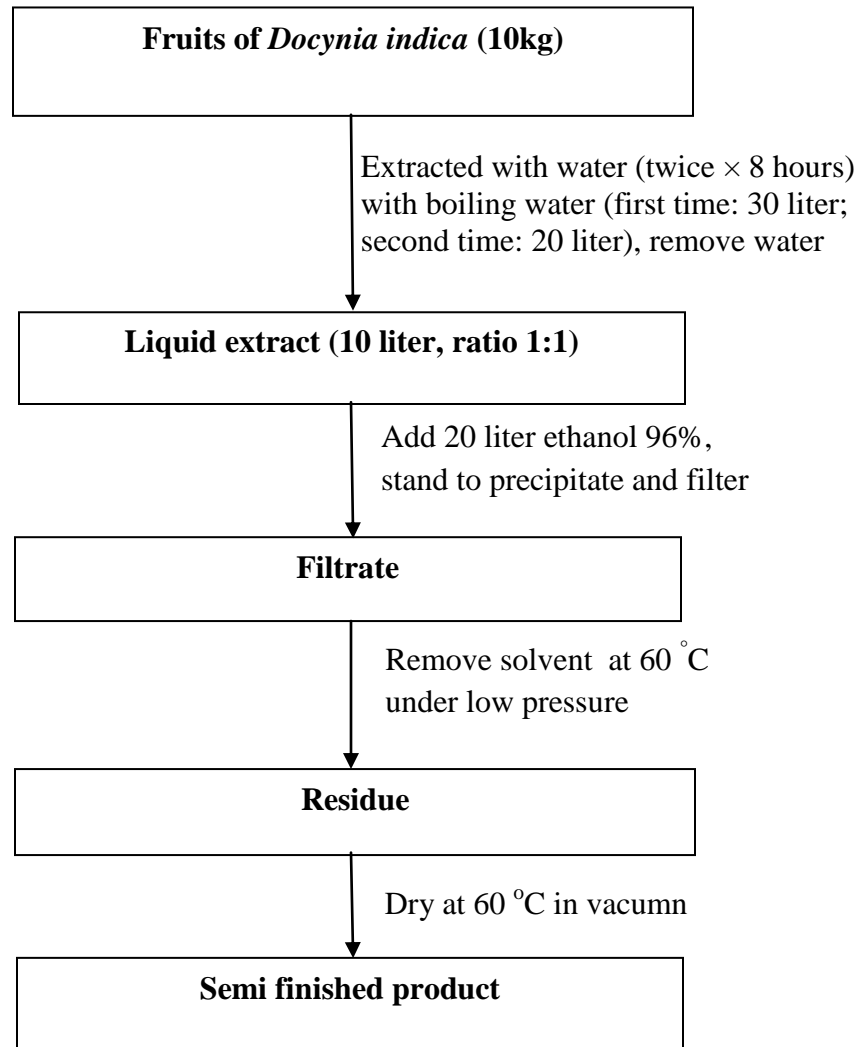 Fruits of Docynia indica (10kg)
Extracted with water (twice × 8 hours)
with boiling water (first time: 30 liter;
second time: 20 liter), remove water
Liquid extract (10 liter, ratio 1:1)
Add 20 liter ethanol 96%,
stand to precipitate and filter
Filtrate
Remove solvent at 60 °C
under low pressure
Residue
Dry at 60 °C in vacumn
Semi finished product